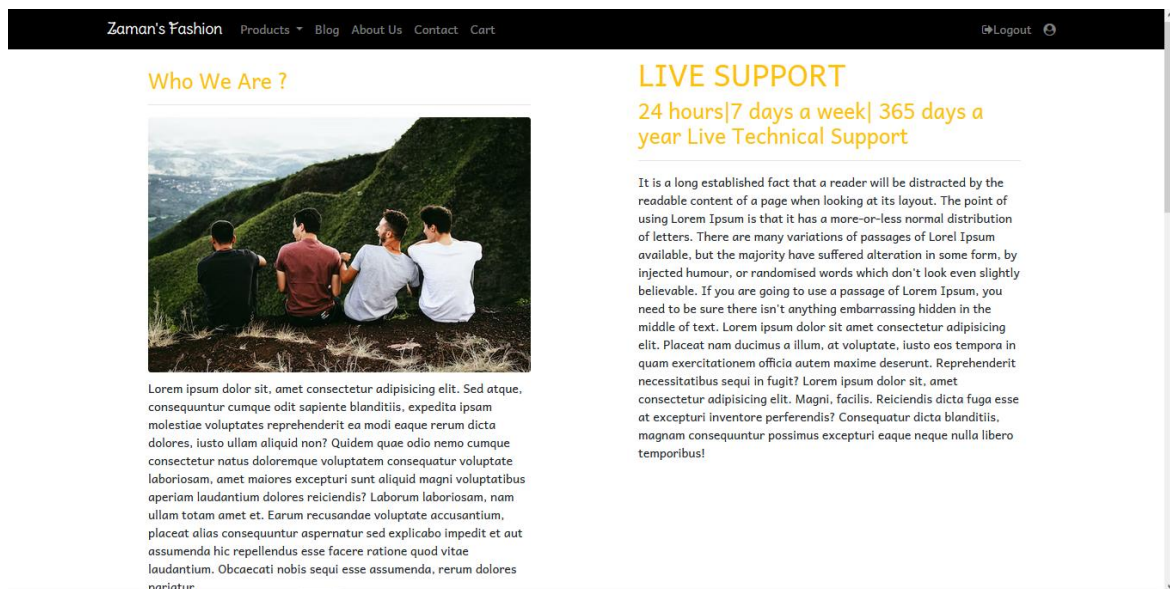 Zaman's Fashion Products Blog About Us Contact Cart Logout
Who We Are ?
Lorem ipsum dolor sit, amet consectetur adipisicing elit. Sed atque,
consequuntur cumque odit sapiente blanditiis, expedita ipsam
molestiae voluptates reprehenderit ea modi eaque rerum dicta
dolores, iusto ullam aliquid non? Quidem quae odio nemo cumque
consectetur natus doloremque voluptatem consequatur voluptate
laboriosam, amet maiores excepturi sunt aliquid magni voluptatibus
aperiam laudantium dolores reiciendis? Laborum laboriosam, nam
ullam totam amet et. Earum recusandae voluptate accusantium,
placeat alias consequuntur aspernatur sed explicabo impedit et aut
assumenda hic repellendus esse facere ratione quod vitae
laudantium. Obcaecati nobis sequi esse assumenda, rerum dolores
pariatur
LIVE SUPPORT
24 hours|7 days a week| 365 days a
year Live Technical Support
It is a long established fact that a reader will be distracted by the
readable content of a page when looking at its layout. The point of
using Lorem Ipsum is that it has a more-or-less normal distribution
of letters. There are many variations of passages of Lorel Ipsum
available, but the majority have suffered alteration in some form, by
injected humour, or randomised words which don't look even slightly
believable. If you are going to use a passage of Lorem Ipsum, you
need to be sure there isn't anything embarrassing hidden in the
middle of text. Lorem ipsum dolor sit amet consectetur adipisicing
elit. Placeat nam ducimus a illum, at voluptate, iusto eos tempora in
quam exercitationem officia autem maxime deserunt. Reprehenderit
necessitatibus sequi in fugit? Lorem ipsum dolor sit, amet
consectetur adipisicing elit. Magni, facilis. Reiciendis dicta fuga esse
at excepturi inventore perferendis? Consequatur dicta blanditiis,
magnam consequuntur possimus excepturi eaque neque nulla libero
temporibus!